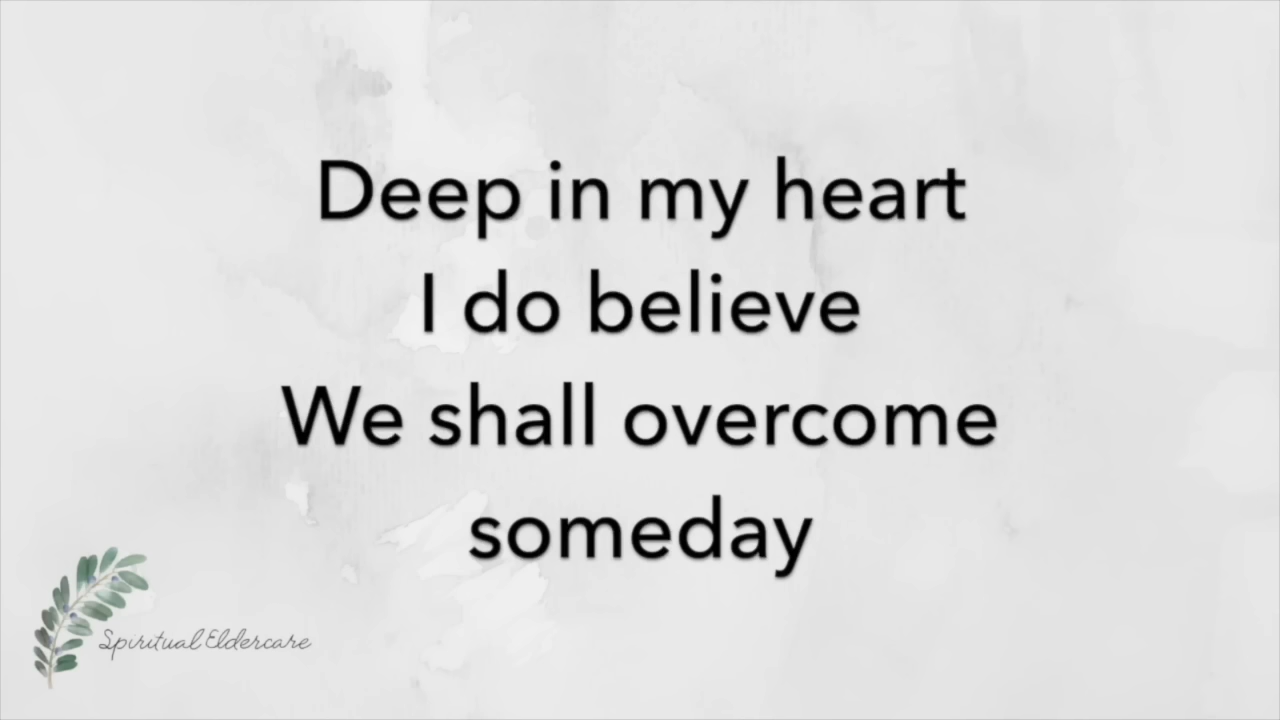 Deep in my heart
I do believe
We shall overcome
someday
Spiritual Eldercare